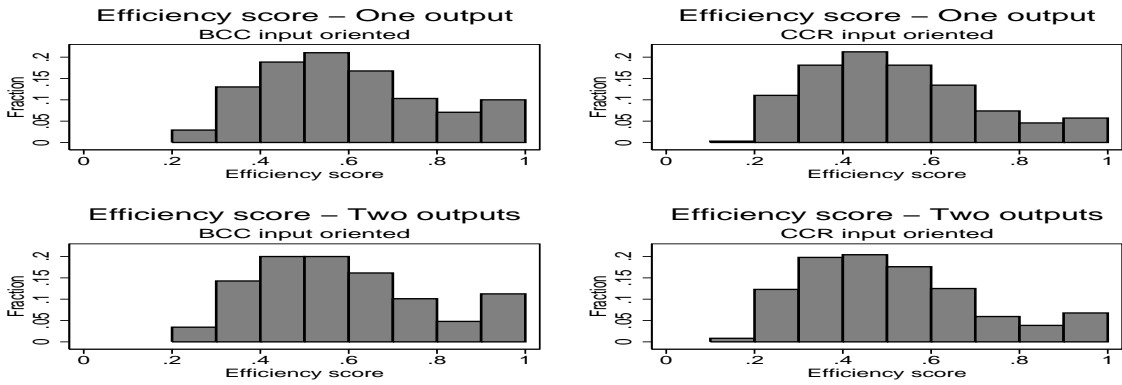 Efficiency score – One output
BCC input oriented
Fraction
0 .05 .1 .15 .2
0 .2 .4 .6 .8 1
Efficiency score
Efficiency score – One output
CCR input oriented
Fraction
0 .05 .1 .15 .2
0 .2 .4 .6 .8 1
Efficiency score
Efficiency score – Two outputs
BCC input oriented
Fraction
0 .05 .1 .15 .2
0 .2 .4 .6 .8 1
Efficiency score
Efficiency score – Two outputs
CCR input oriented
Fraction
0 .05 .1 .15 .2
0 .2 .4 .6 .8 1
Efficiency score